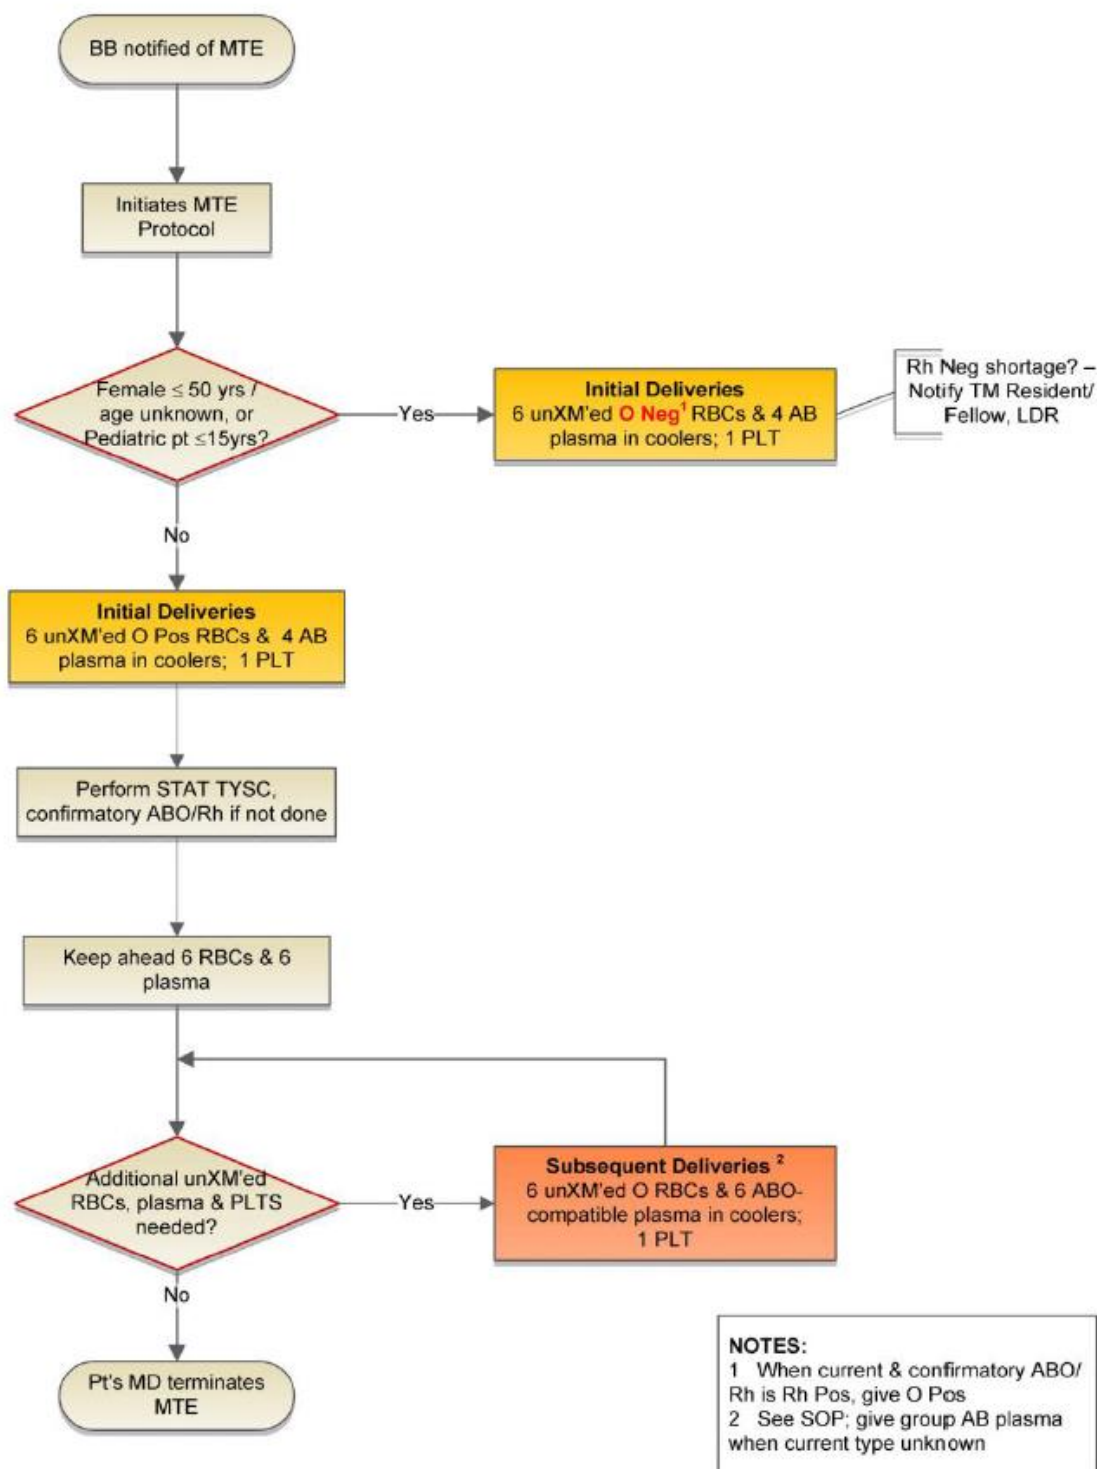 BB notified of MTE
Initiates MTE
Protocol
Female ≤ 50 yrs /
age unknown, or
Pediatric pt ≤15yrs?
Yes
Initial Deliveries
6 unXM'ed O Neg¹ RBCs & 4 AB
plasma in coolers; 1 PLT
Rh Neg shortage? –
Notify TM Resident/
Fellow, LDR
No
Initial Deliveries
6 unXM'ed O Pos RBCs & 4 AB
plasma in coolers; 1 PLT
Perform STAT TYSC,
confirmatory ABO/Rh if not done
Keep ahead 6 RBCs & 6
plasma
Additional unXM'ed
RBCs, plasma & PLTS
needed?
Yes
Subsequent Deliveries ²
6 unXM'ed O RBCs & 6 ABO-
compatible plasma in coolers;
1 PLT
No
Pt's MD terminates
MTE
NOTES:
1 When current & confirmatory ABO/
Rh is Rh Pos, give O Pos
2 See SOP; give group AB plasma
when current type unknown